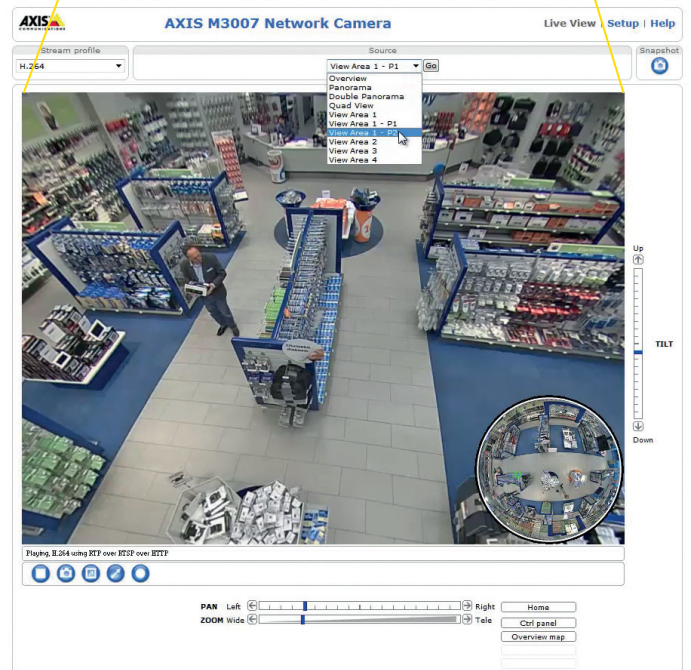 AXIS
COMMUNICATIONS
AXIS M3007 Network Camera
Live View | Setup | Help
Stream profile
Source
Snapshot
H.264
View Area 1 - P1
Go
Overview
Panorama
Double Panorama
Quad View
View Area 1
View Area 1 - P1
View Area 1 - P2
View Area 2
View Area 3
View Area 4
Up
TILT
Down
Playing, H.264 using RTP over RTSP over HTTP
PAN Left
Right
Home
ZOOM Wide
Tele
Ctrl panel
Overview map